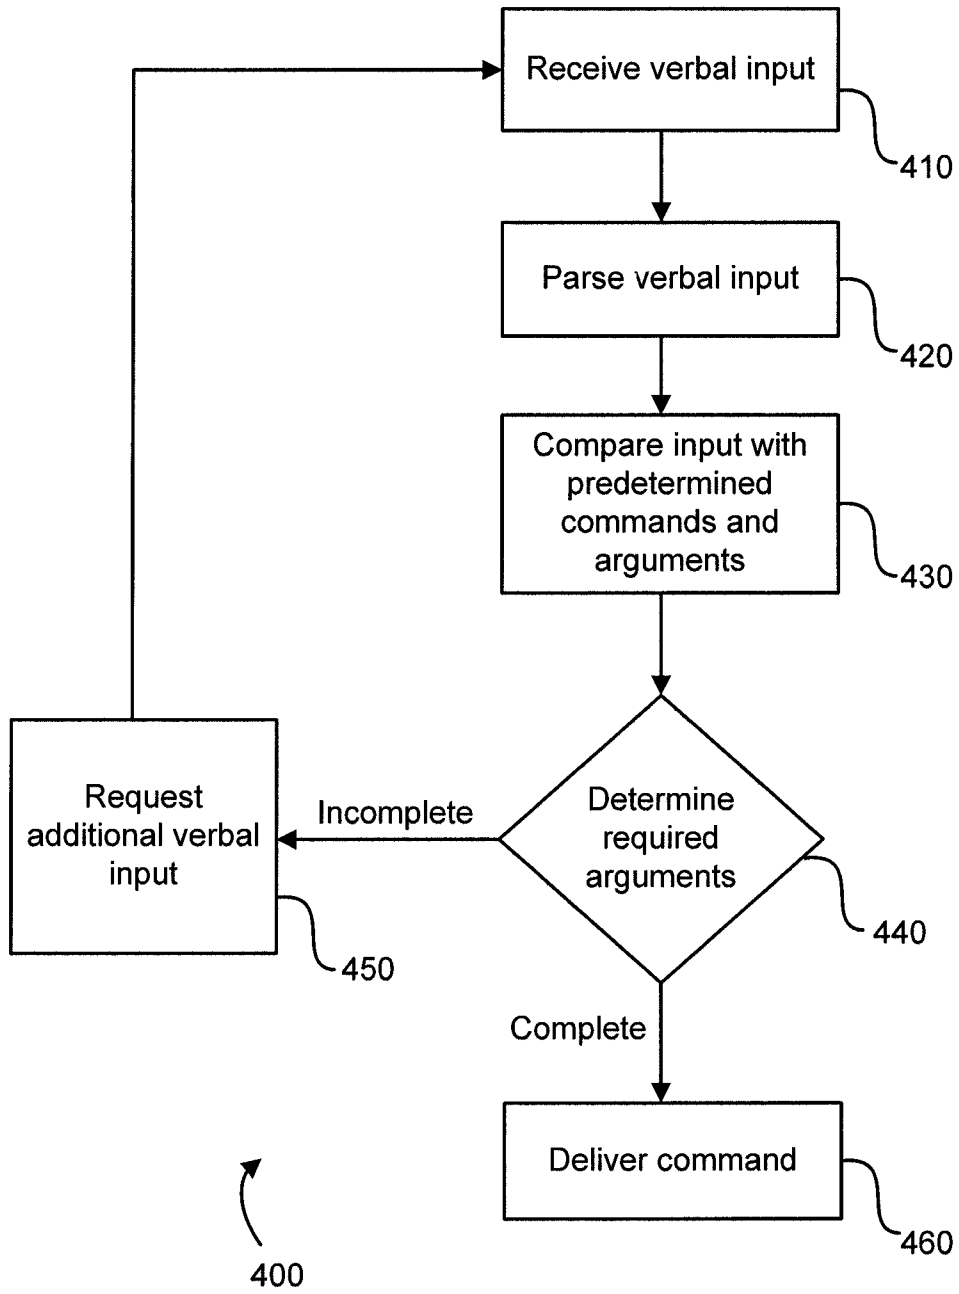 Receive verbal input
410
Parse verbal input
420
Compare input with
predetermined
commands and
arguments
430
Determine
required
arguments
440
Incomplete
Request
additional verbal
input
450
Complete
Deliver command
460
400